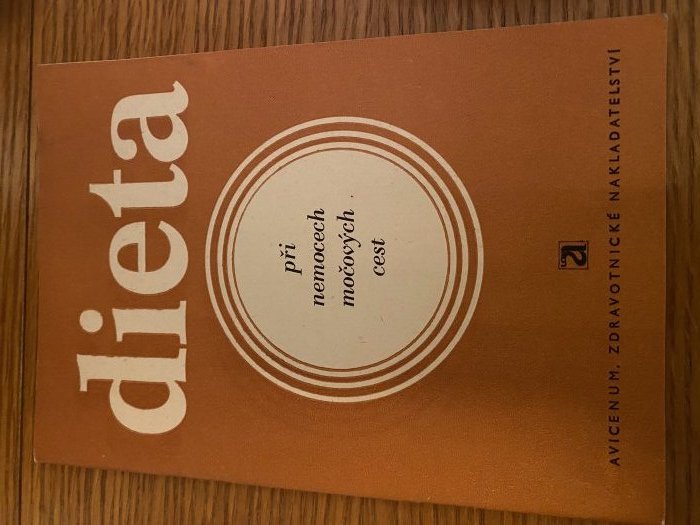 dieta
při
nemocech
močových
cest
AVICENUM, ZDRAVOTNICKÉ NAKLADATELSTVÍ